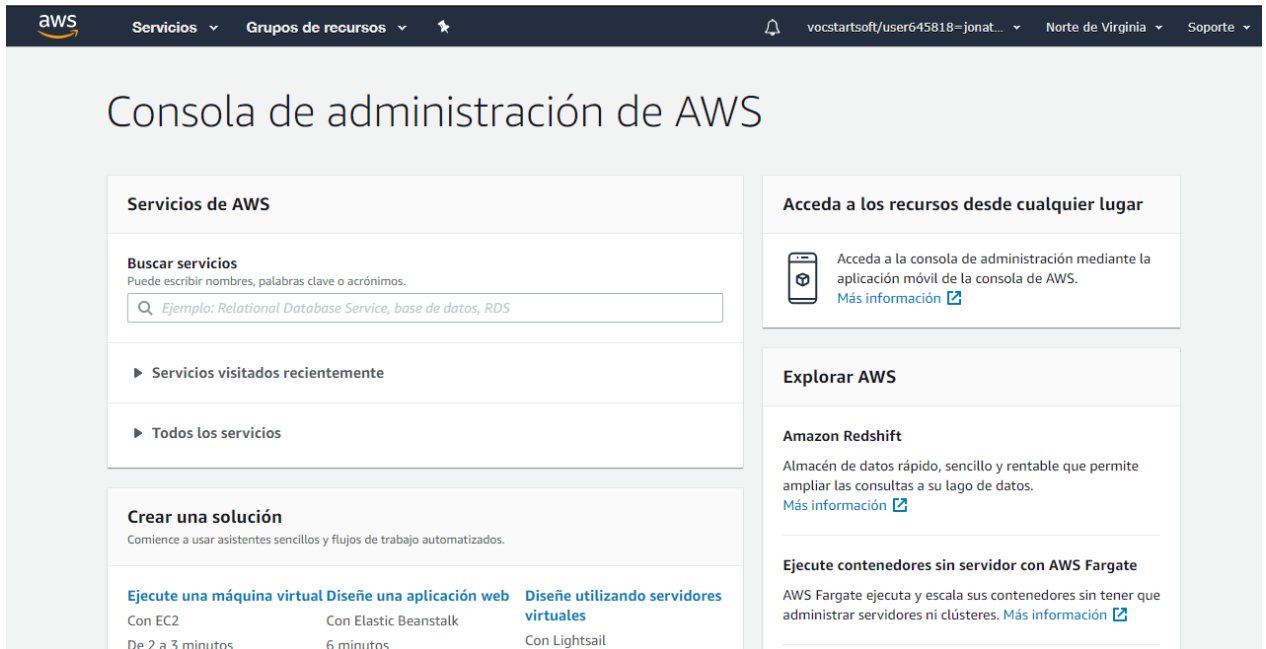 aws Servicios Grupos de recursos vocstartsoft/user645818=jonat... Norte de Virginia Soporte
Consola de administración de AWS
Servicios de AWS
Buscar servicios
Puede escribir nombres, palabras clave o acrónimos.
Ejemplo: Relational Database Service, base de datos, RDS
Servicios visitados recientemente
Todos los servicios
Crear una solución
Comience a usar asistentes sencillos y flujos de trabajo automatizados.
Ejecute una máquina virtual
Con EC2
De 2 a 3 minutos
Diseñe una aplicación web
Con Elastic Beanstalk
6 minutos
Diseñe utilizando servidores
virtuales
Con Lightsail
Acceda a los recursos desde cualquier lugar
Acceda a la consola de administración mediante la
aplicación móvil de la consola de AWS.
Más información
Explorar AWS
Amazon Redshift
Almacén de datos rápido, sencillo y rentable que permite
ampliar las consultas a su lago de datos.
Más información
Ejecute contenedores sin servidor con AWS Fargate
AWS Fargate ejecuta y escala sus contenedores sin tener que
administrar servidores ni clústeres. Más información